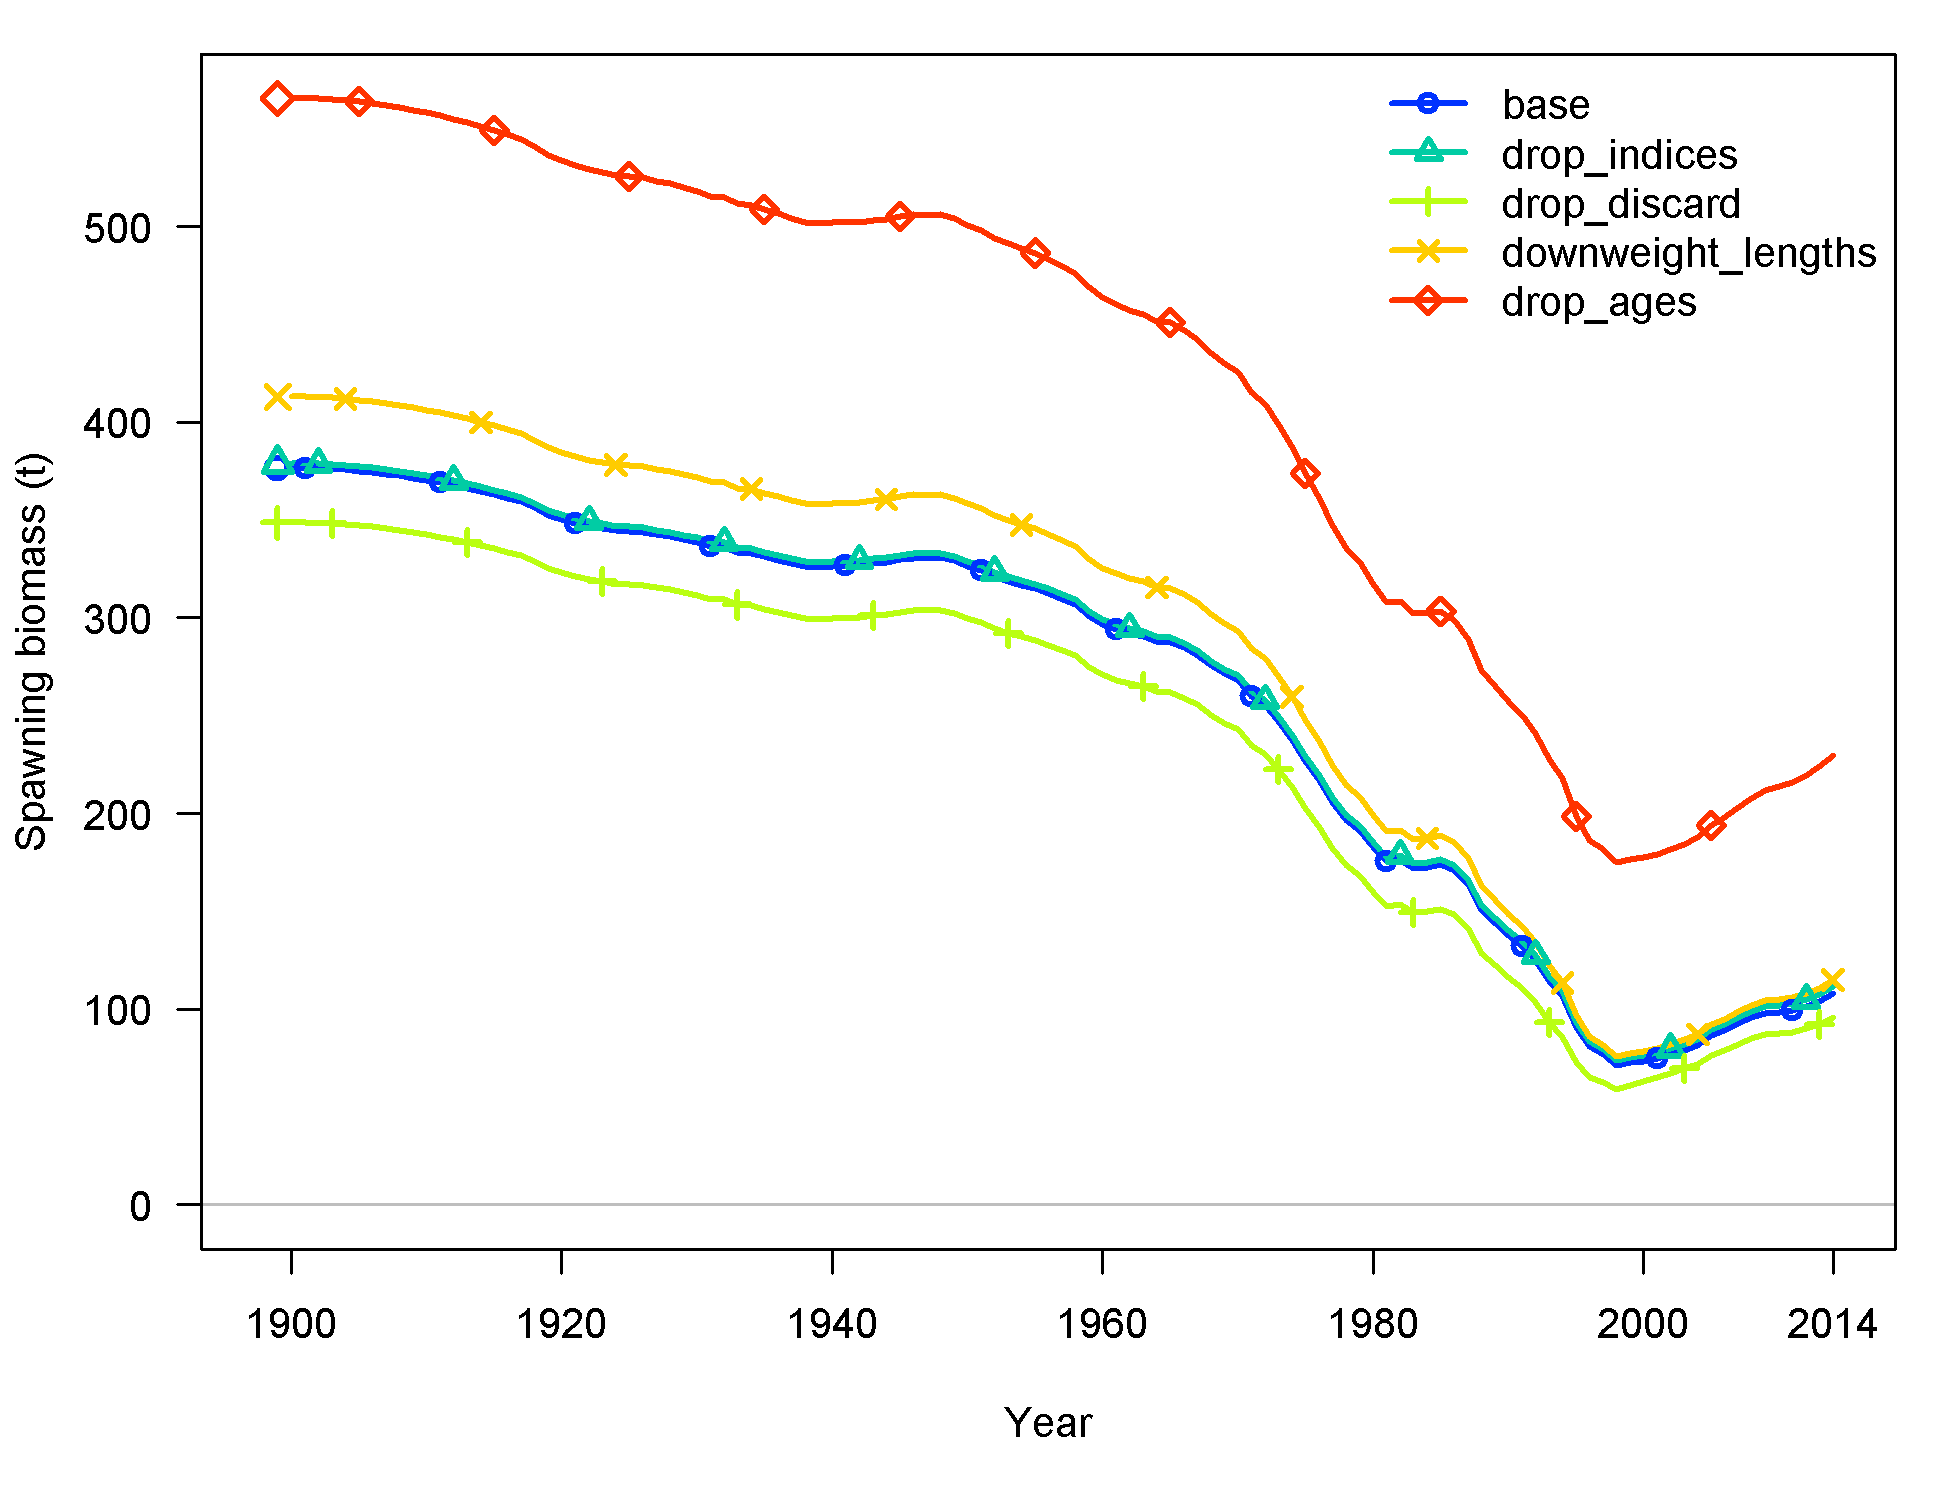 base
drop_indices
drop_discard
downweight_lengths
drop_ages
Spawning biomass (t)
500
400
300
200
100
0
1900 1920 1940 1960 1980 2000 2014
Year